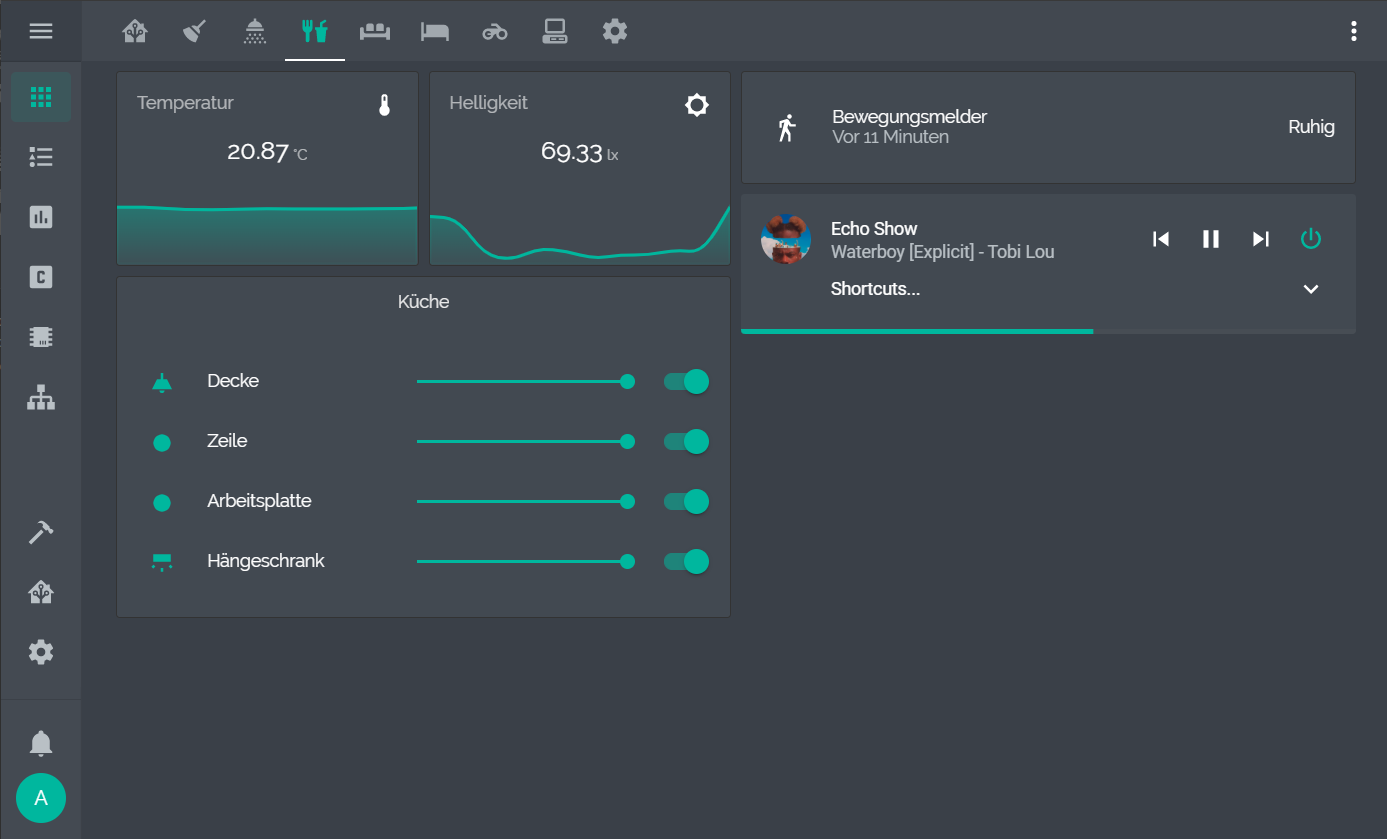 Temperatur
20.87 °C
Helligkeit
69.33 lx
Bewegungsmelder
Vor 11 Minuten
Ruhig
Echo Show
Waterboy [Explicit] - Tobi Lou
Shortcuts...
Küche
Decke
Zeile
Arbeitsplatte
Hängeschrank
C
A